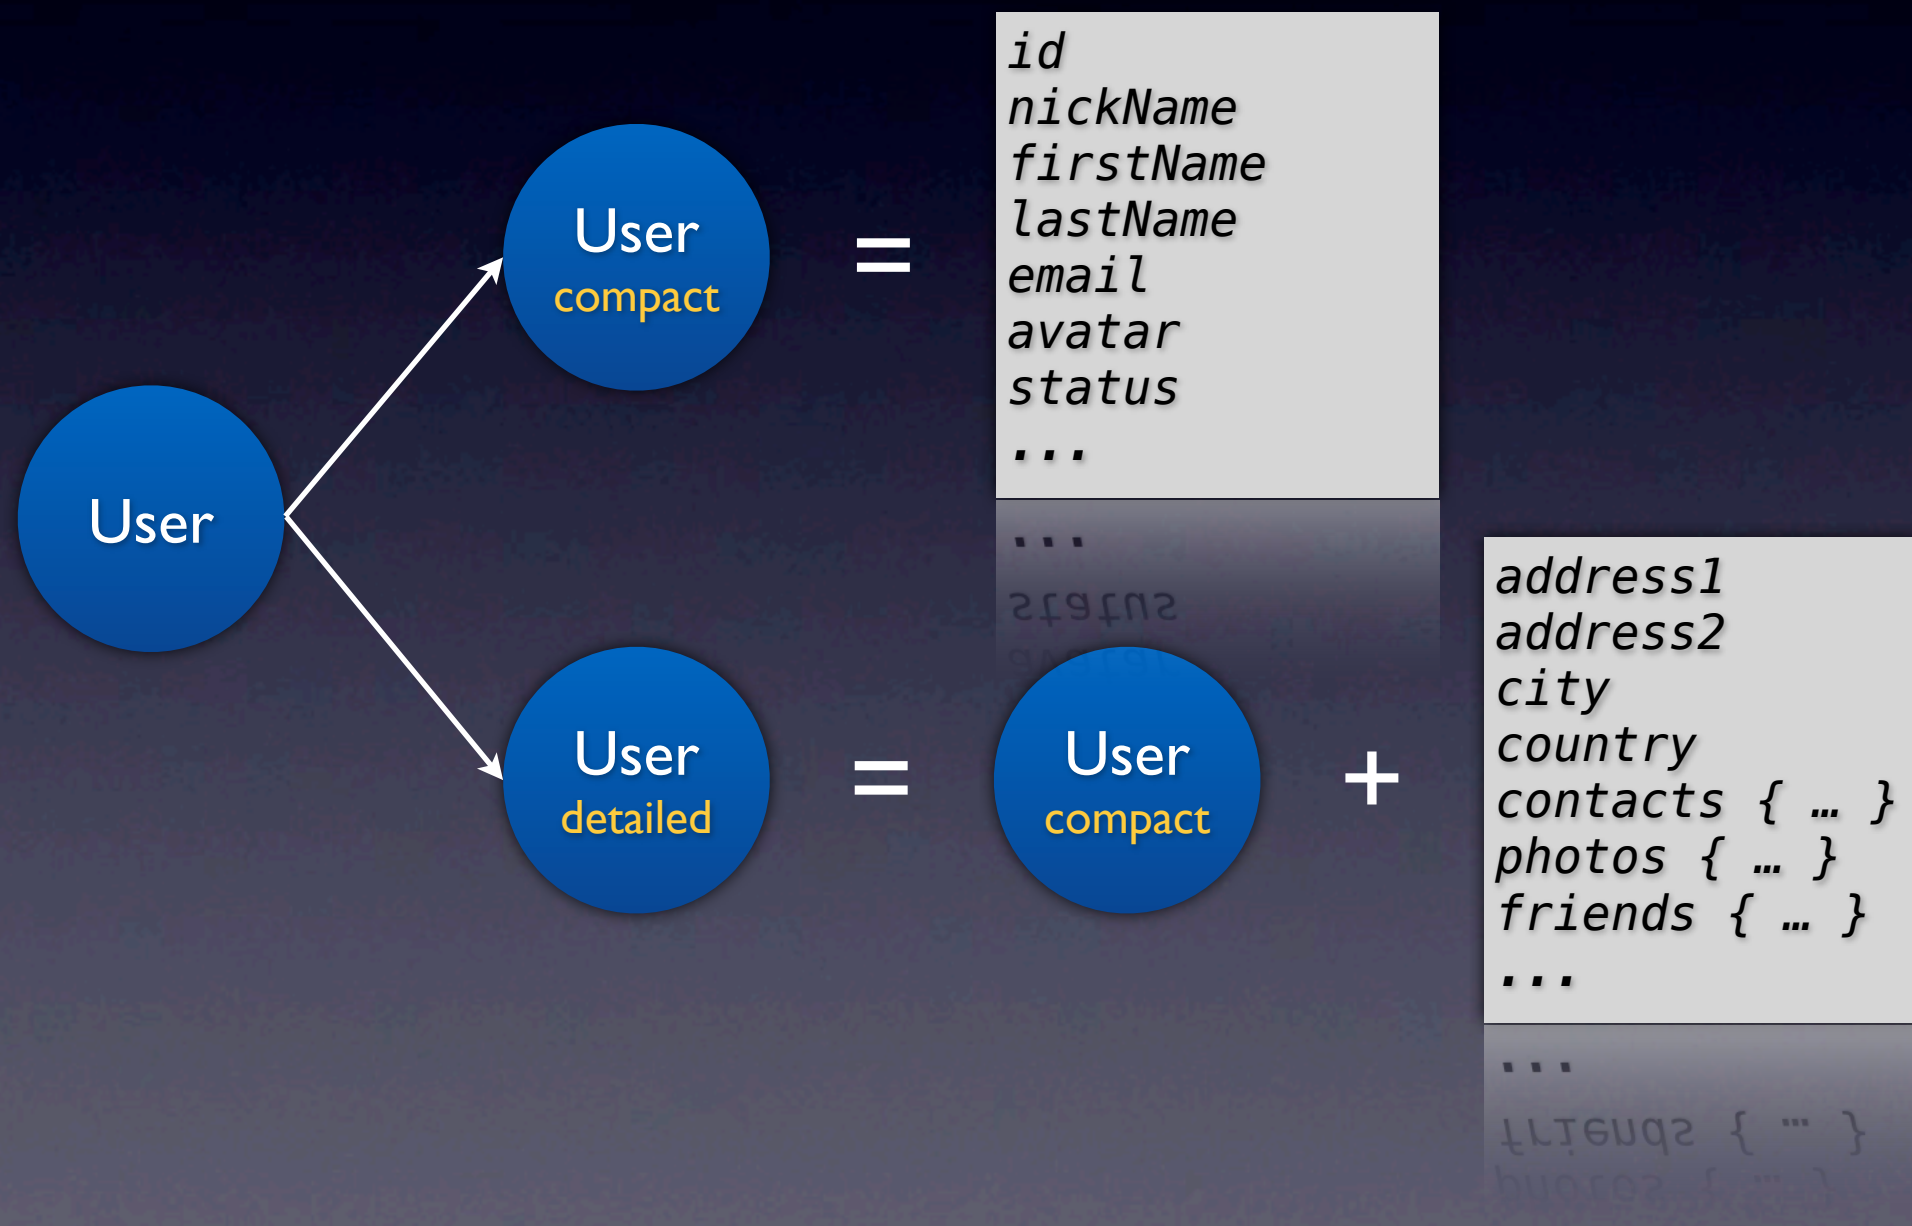 User
User
compact
=
id
nickName
firstName
lastName
email
avatar
status
...
User
detailed
=
User
compact
+
address1
address2
city
country
contacts { … }
photos { … }
friends { … }
...